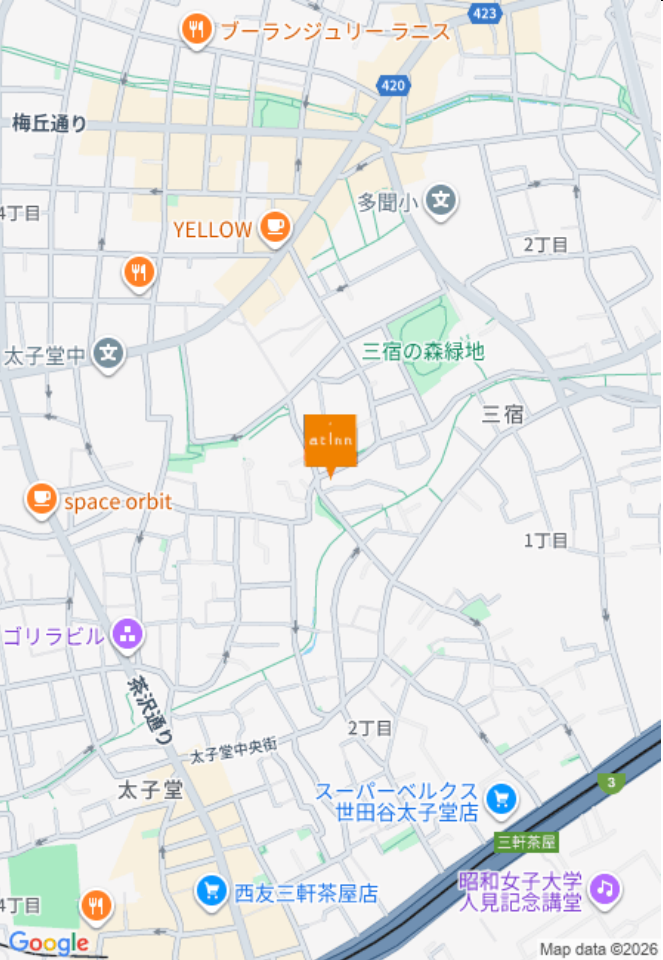 423
ブーランジュリー ラニス
420
梅丘通り
多聞小
文
4丁目
YELLOW
2丁目
太子堂中
文
三宿の森緑地
三宿
at Inn
space orbit
1丁目
ゴリラビル
茶沢通り
2丁目
太子堂中央街
太子堂
3
スーパーベルクス
世田谷太子堂店
三軒茶屋
昭和女子大学
人見記念講堂
西友三軒茶屋店
4丁目
Google
Map data ©2026